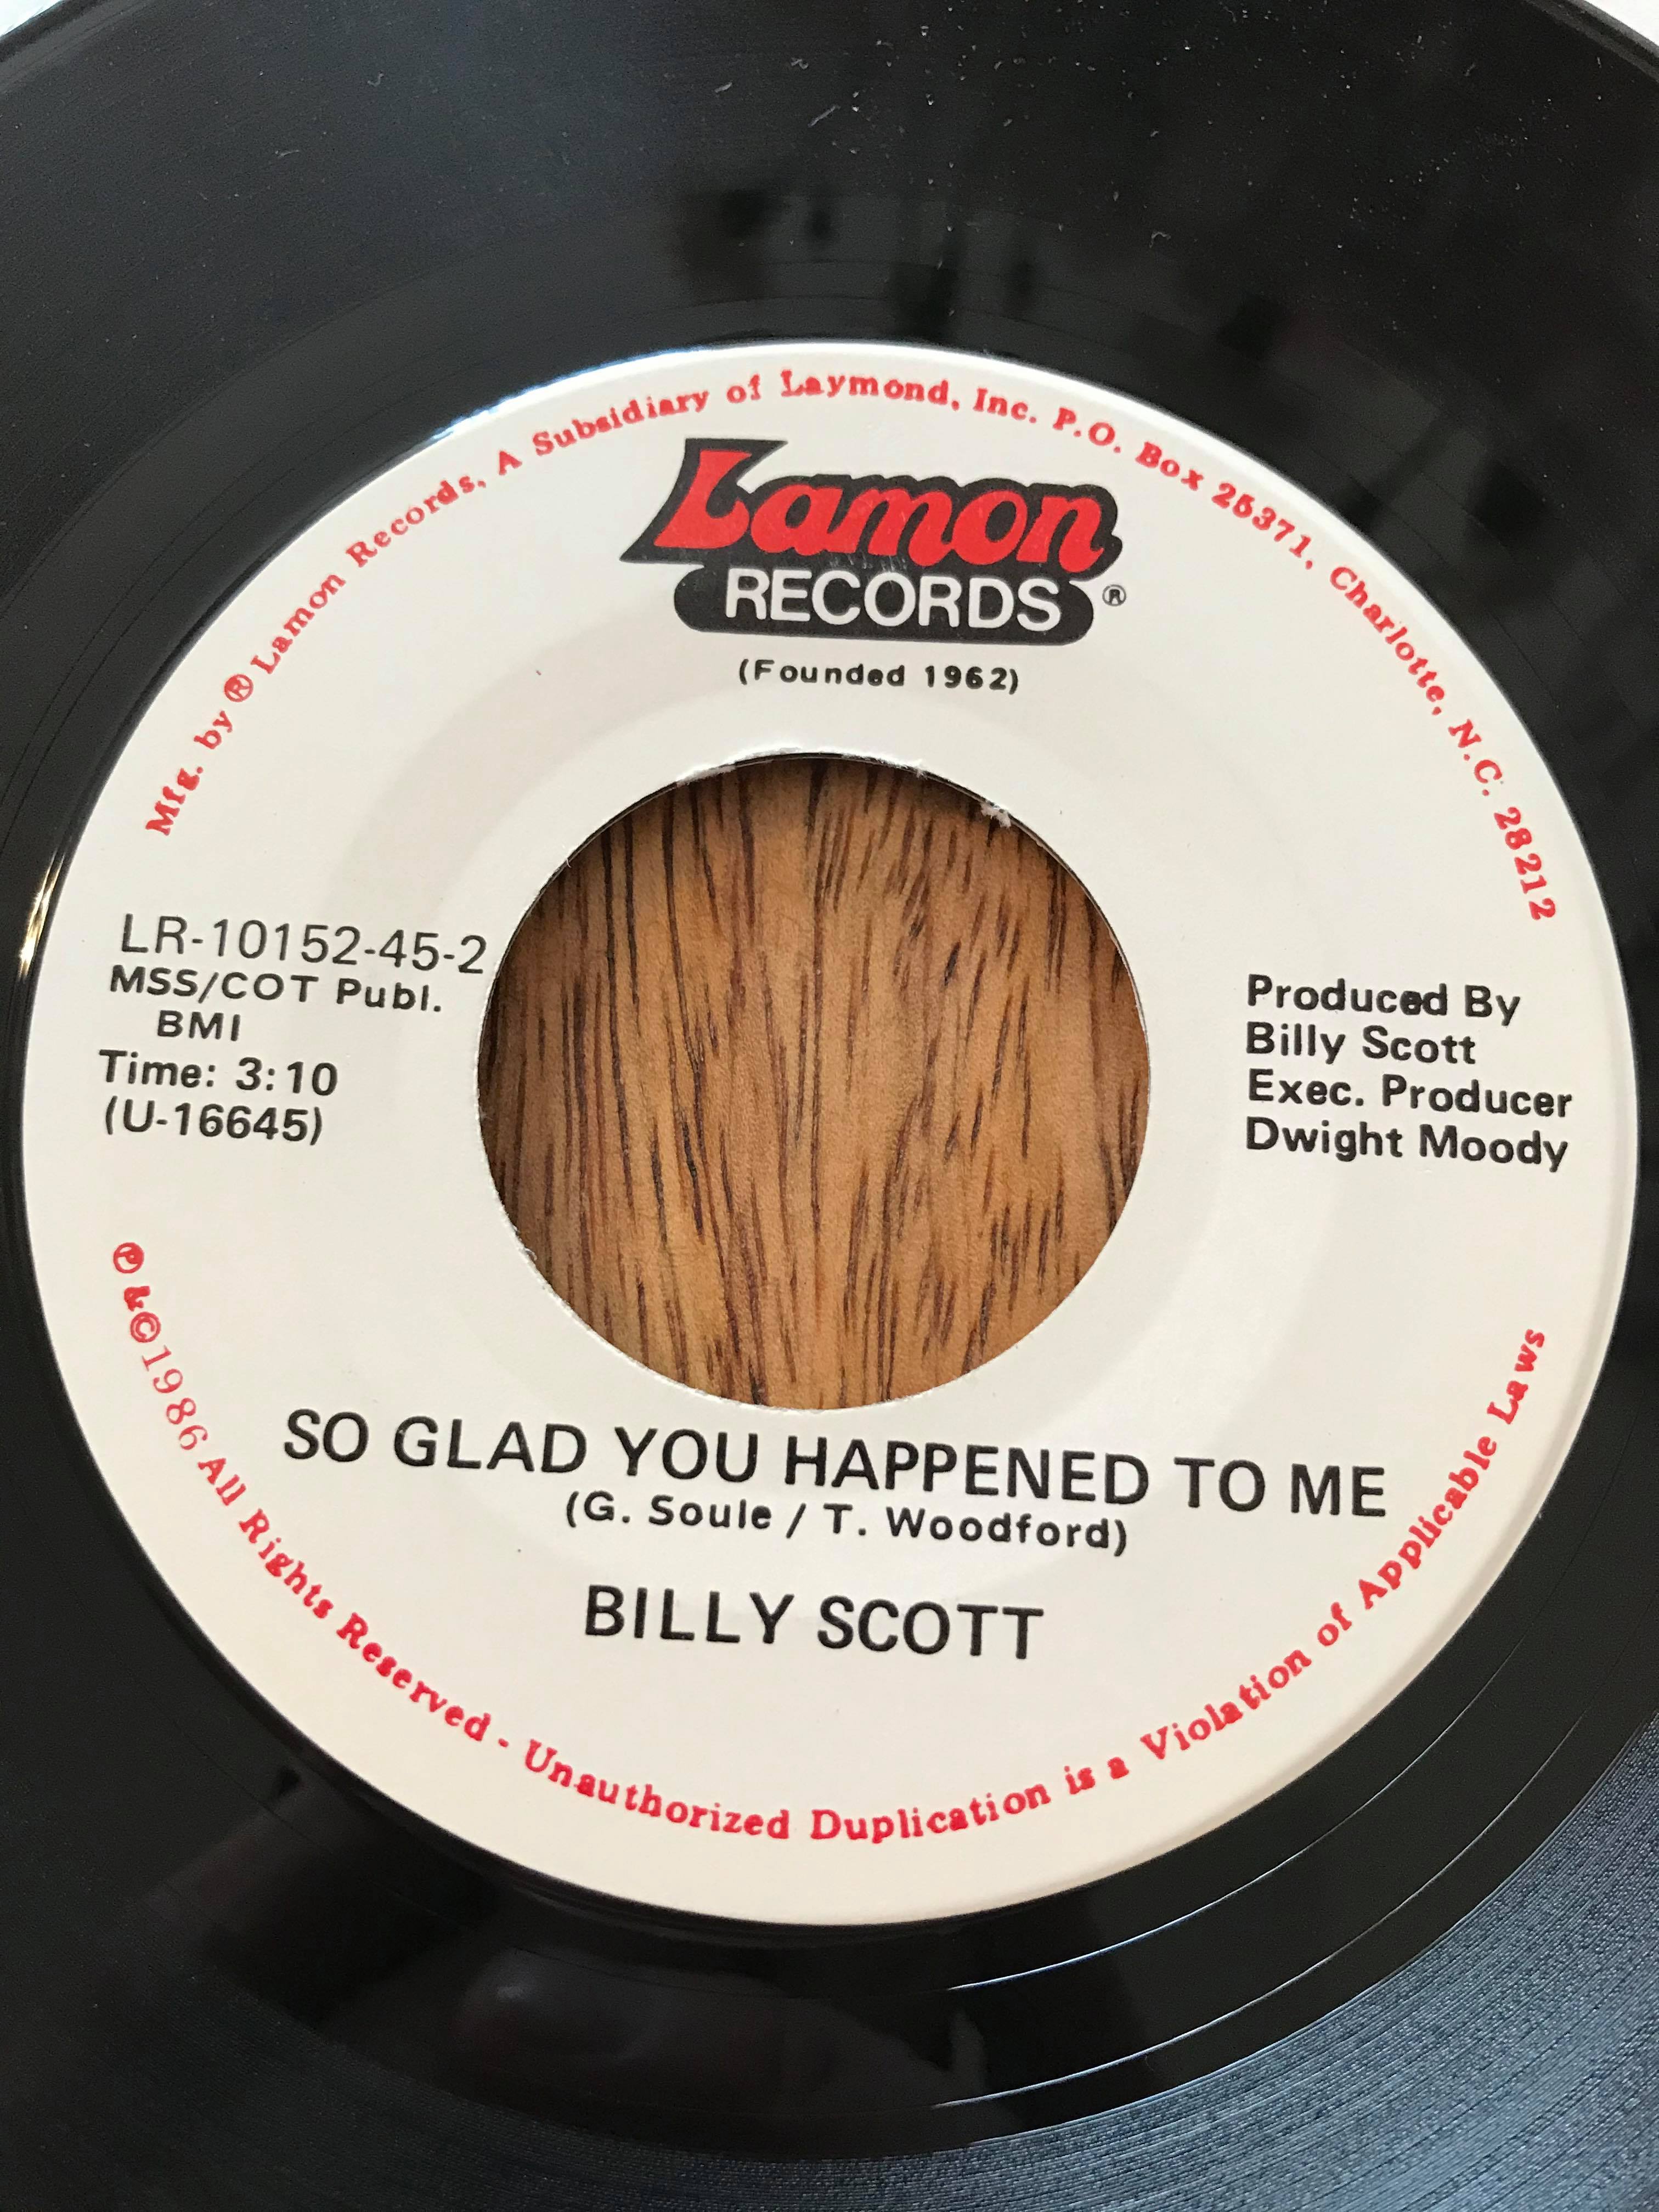 Mfg. by ® Lamon Records, A Subsidiary of Laymond, Inc. P.O. Box 25371, Charlotte, N.C. 28212
Lamon
RECORDS ®
(Founded 1962)
LR-10152-45-2
MSS/COT Publ.
BMI
Time: 3:10
(U-16645)
Produced By
Billy Scott
Exec. Producer
Dwight Moody
SO GLAD YOU HAPPENED TO ME
(G. Soule / T. Woodford)
BILLY SCOTT
℗ & © 1986 All Rights Reserved - Unauthorized Duplication is a Violation of Applicable Laws